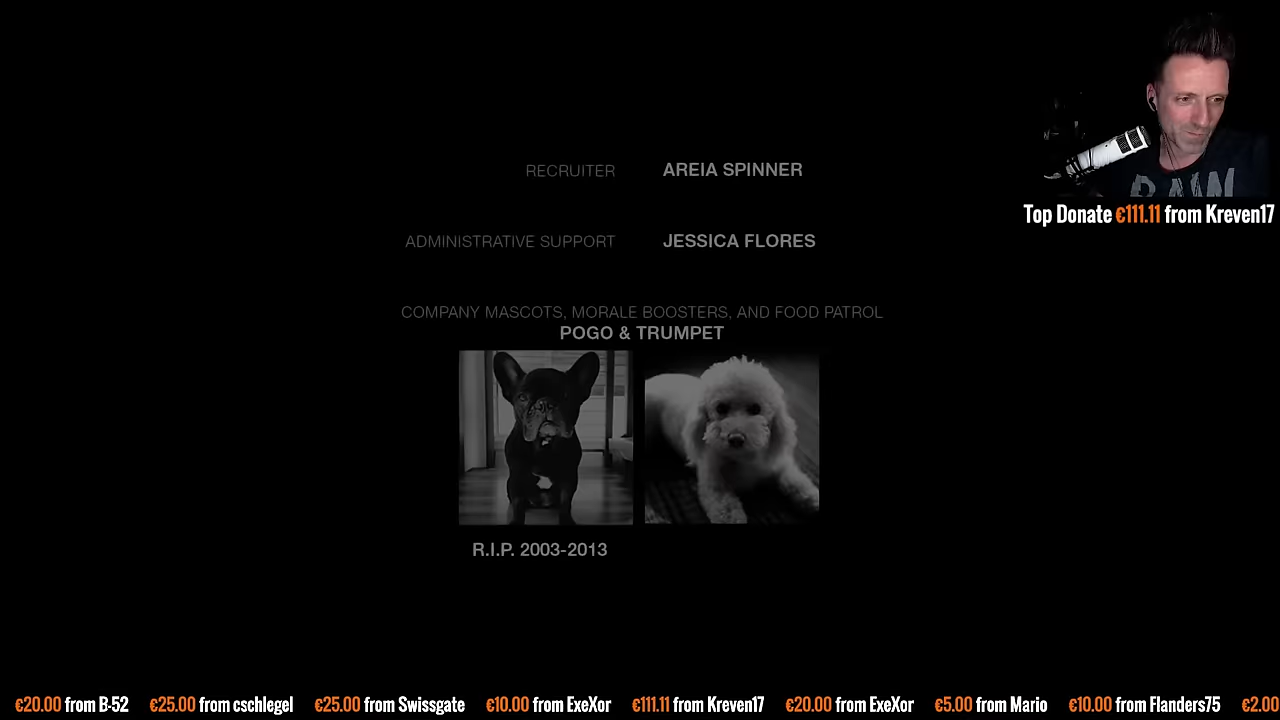 RECRUITER AREIA SPINNER
ADMINISTRATIVE SUPPORT JESSICA FLORES
COMPANY MASCOTS, MORALE BOOSTERS, AND FOOD PATROL
POGO & TRUMPET
R.I.P. 2003-2013
Top Donate €111.11 from Kreven17
€20.00 from B-52 €25.00 from cschlegel €25.00 from Swissgate €10.00 from ExeXor €111.11 from Kreven17 €20.00 from ExeXor €5.00 from Mario €10.00 from Flanders75 €2.00